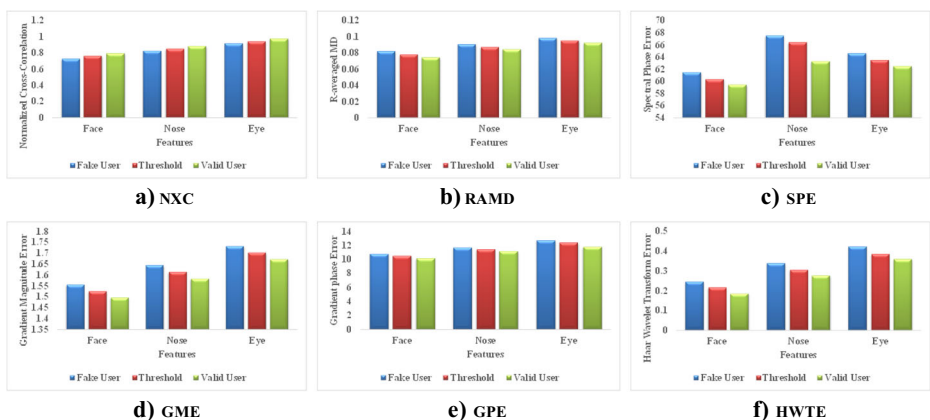 Normalized Cross-Correlation
1.2
1
0.8
0.6
0.4
0.2
0
Face Nose Eye
Features
Fake User Threshold Valid User
a) NXC
R-averaged MD
0.12
0.1
0.08
0.06
0.04
0.02
0
Face Nose Eye
Features
Fake User Threshold Valid User
b) RAMD
Spectral Phase Error
70
68
66
64
62
60
58
56
54
Face Nose Eye
Features
Fake User Threshold Valid User
c) SPE
Gradient Magnitude Error
1.8
1.75
1.7
1.65
1.6
1.55
1.5
1.45
1.4
1.35
Face Nose Eye
Features
Fake User Threshold Valid User
d) GME
Gradient phase Error
14
12
10
8
6
4
2
0
Face Nose Eye
Features
Fake User Threshold Valid User
e) GPE
Haar Wavelet Transform Error
0.5
0.4
0.3
0.2
0.1
0
Face Nose Eye
Features
Fake User Threshold Valid User
f) HWTE